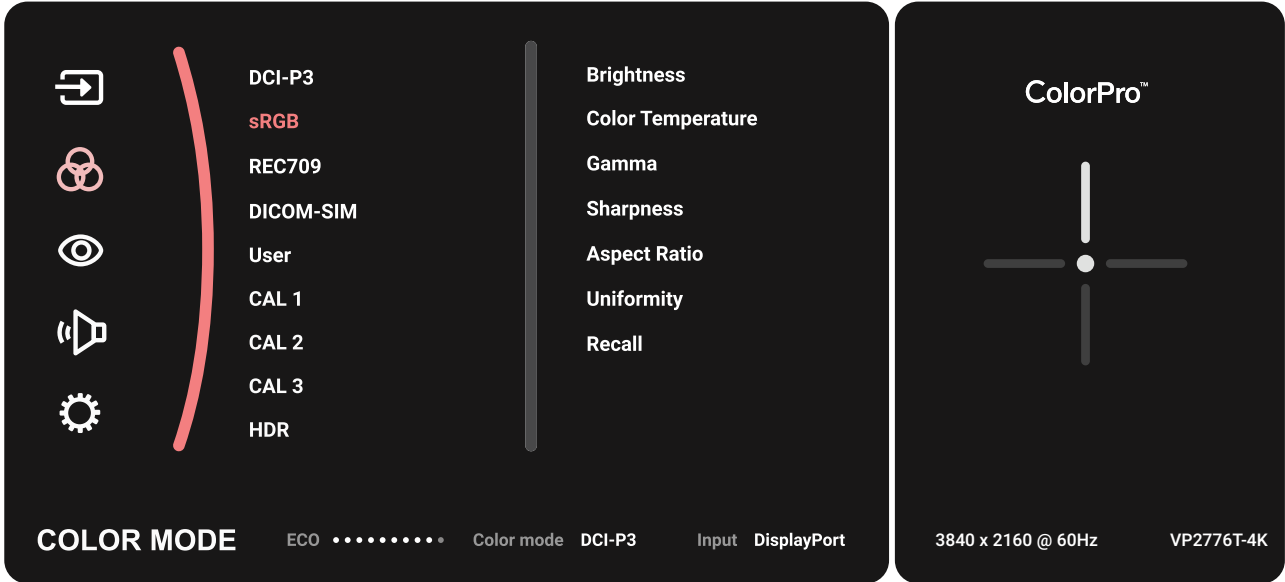 DCI-P3
sRGB
REC709
DICOM-SIM
User
CAL 1
CAL 2
CAL 3
HDR
Brightness
Color Temperature
Gamma
Sharpness
Aspect Ratio
Uniformity
Recall
COLOR MODE
ECO
Color mode DCI-P3
Input DisplayPort
ColorPro™
3840 x 2160 @ 60Hz
VP2776T-4K